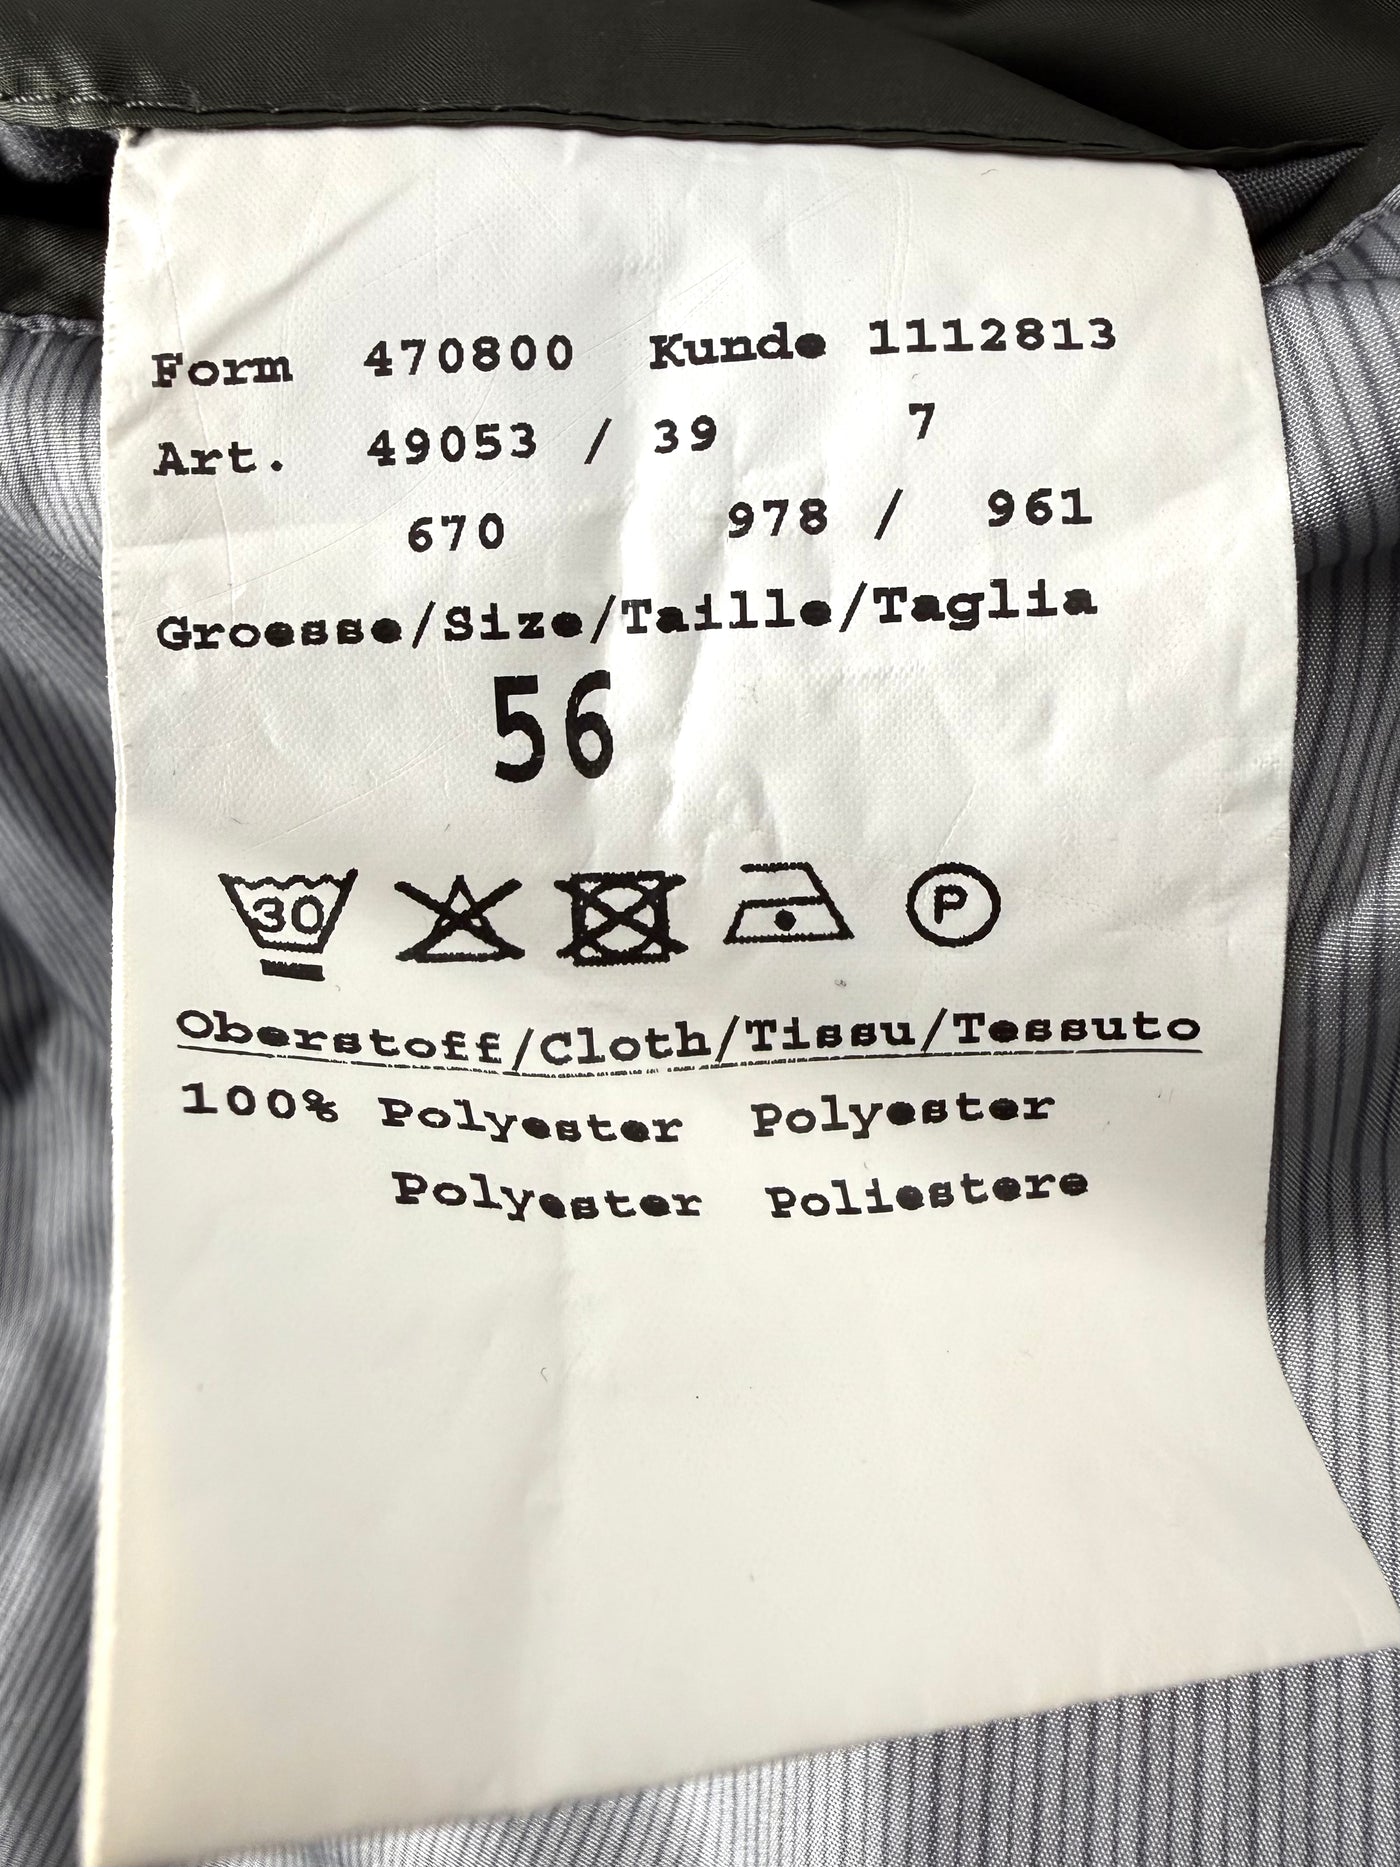 Form 470800 Kunde 1112813
Art. 49053 / 39 7
670 978 / 961
Groesse/Size/Taille/Taglia
56
30 P
Oberstoff/Cloth/Tissu/Tessuto
100% Polyester Polyester
Polyester Poliestere